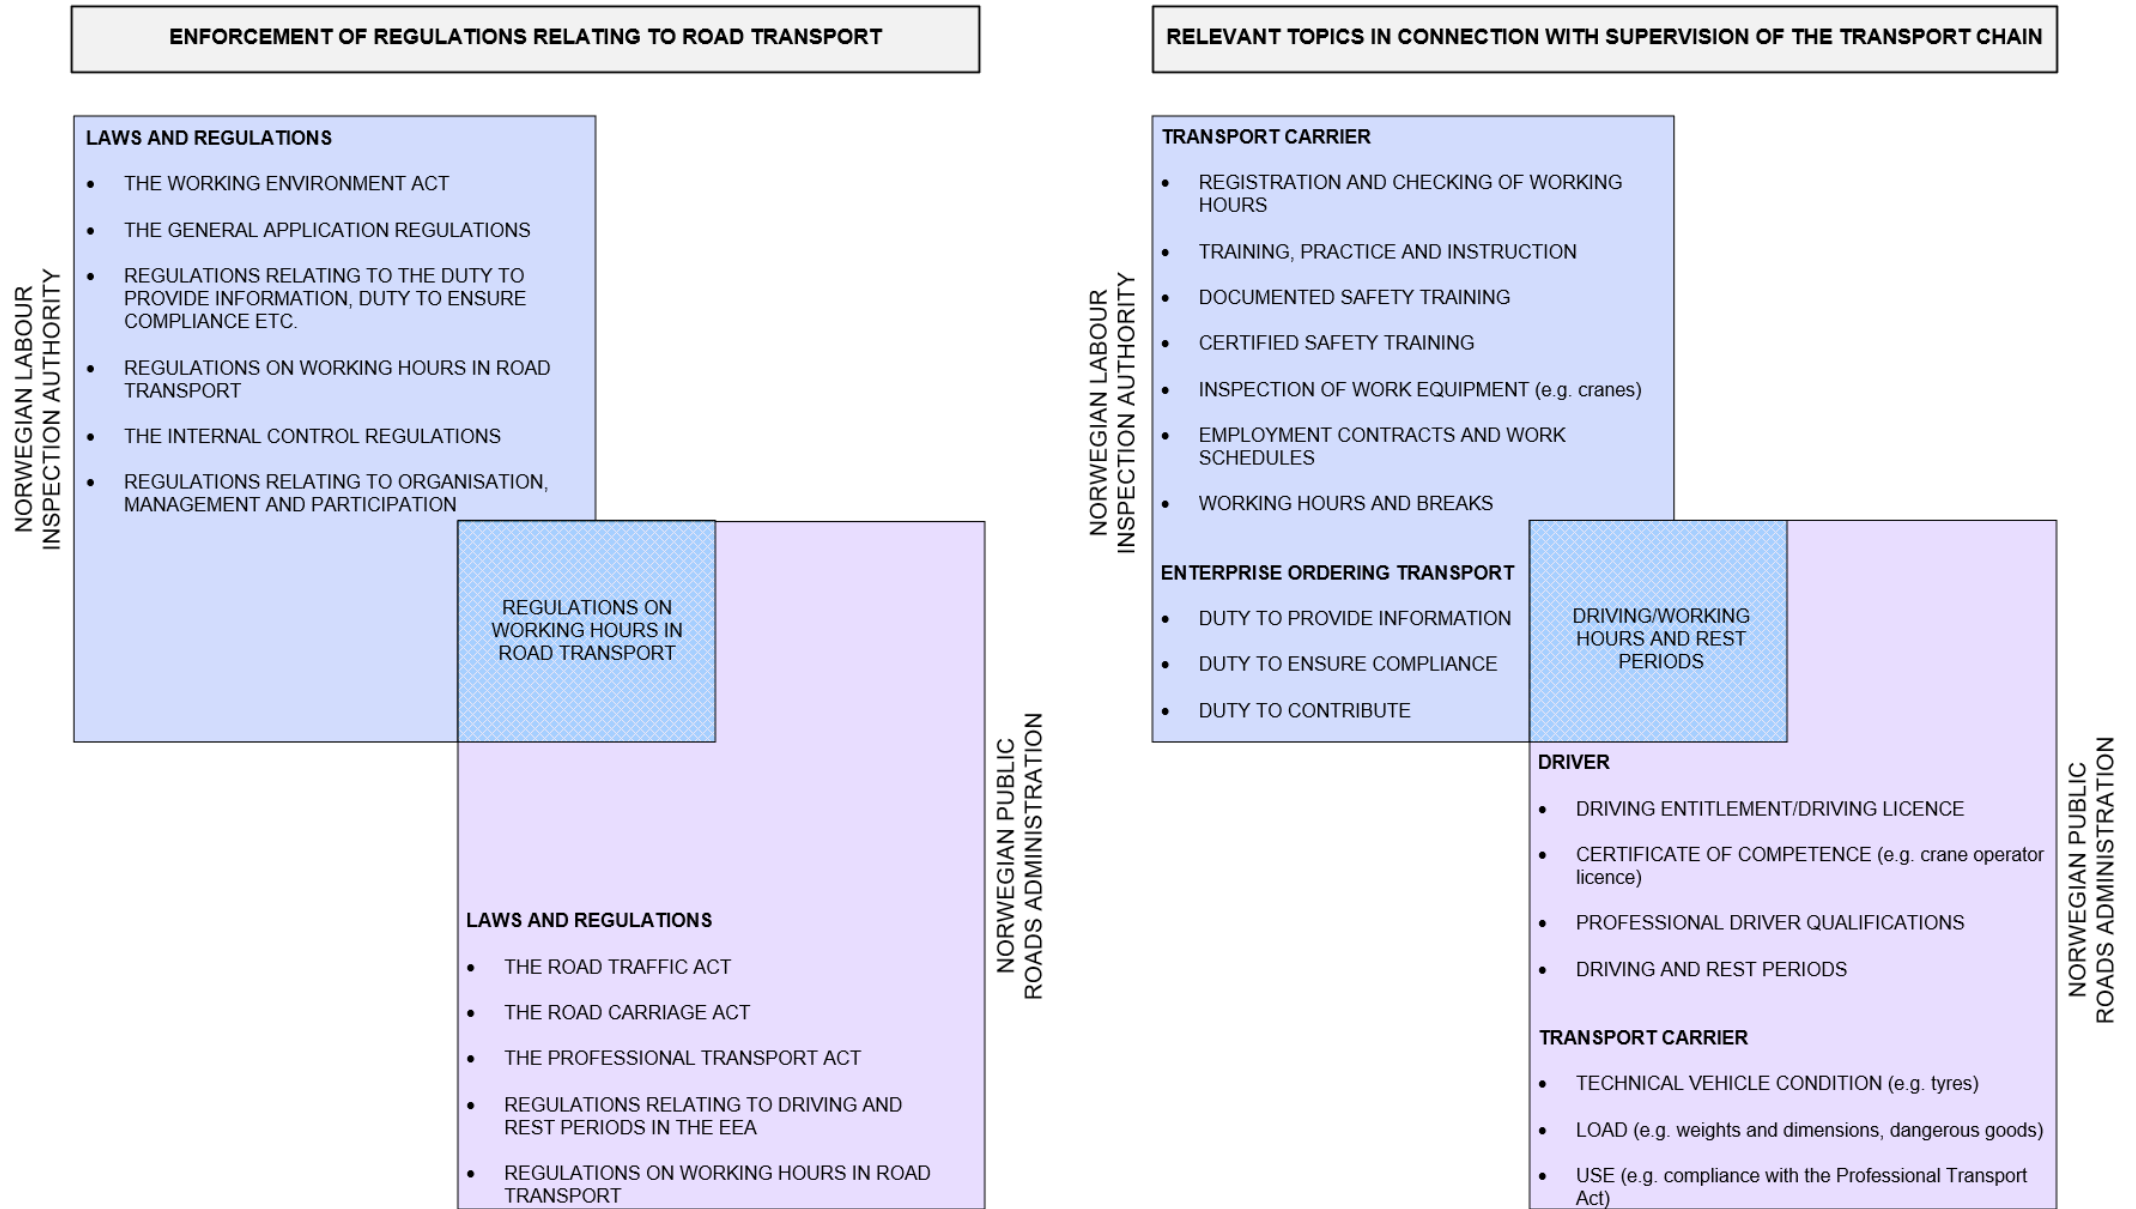 ENFORCEMENT OF REGULATIONS RELATING TO ROAD TRANSPORT
NORWEGIAN LABOUR
INSPECTION AUTHORITY
LAWS AND REGULATIONS
• THE WORKING ENVIRONMENT ACT
• THE GENERAL APPLICATION REGULATIONS
• REGULATIONS RELATING TO THE DUTY TO
PROVIDE INFORMATION, DUTY TO ENSURE
COMPLIANCE ETC.
• REGULATIONS ON WORKING HOURS IN ROAD
TRANSPORT
• THE INTERNAL CONTROL REGULATIONS
• REGULATIONS RELATING TO ORGANISATION,
MANAGEMENT AND PARTICIPATION
REGULATIONS ON
WORKING HOURS IN
ROAD TRANSPORT
LAWS AND REGULATIONS
• THE ROAD TRAFFIC ACT
• THE ROAD CARRIAGE ACT
• THE PROFESSIONAL TRANSPORT ACT
• REGULATIONS RELATING TO DRIVING AND
REST PERIODS IN THE EEA
• REGULATIONS ON WORKING HOURS IN ROAD
TRANSPORT
NORWEGIAN PUBLIC
ROADS ADMINISTRATION
RELEVANT TOPICS IN CONNECTION WITH SUPERVISION OF THE TRANSPORT CHAIN
NORWEGIAN LABOUR
INSPECTION AUTHORITY
TRANSPORT CARRIER
• REGISTRATION AND CHECKING OF WORKING
HOURS
• TRAINING, PRACTICE AND INSTRUCTION
• DOCUMENTED SAFETY TRAINING
• CERTIFIED SAFETY TRAINING
• INSPECTION OF WORK EQUIPMENT (e.g. cranes)
• EMPLOYMENT CONTRACTS AND WORK
SCHEDULES
• WORKING HOURS AND BREAKS
ENTERPRISE ORDERING TRANSPORT
• DUTY TO PROVIDE INFORMATION
• DUTY TO ENSURE COMPLIANCE
• DUTY TO CONTRIBUTE
DRIVING/WORKING
HOURS AND REST
PERIODS
DRIVER
• DRIVING ENTITLEMENT/DRIVING LICENCE
• CERTIFICATE OF COMPETENCE (e.g. crane operator
licence)
• PROFESSIONAL DRIVER QUALIFICATIONS
• DRIVING AND REST PERIODS
TRANSPORT CARRIER
• TECHNICAL VEHICLE CONDITION (e.g. tyres)
• LOAD (e.g. weights and dimensions, dangerous goods)
• USE (e.g. compliance with the Professional Transport
Act)
NORWEGIAN PUBLIC
ROADS ADMINISTRATION